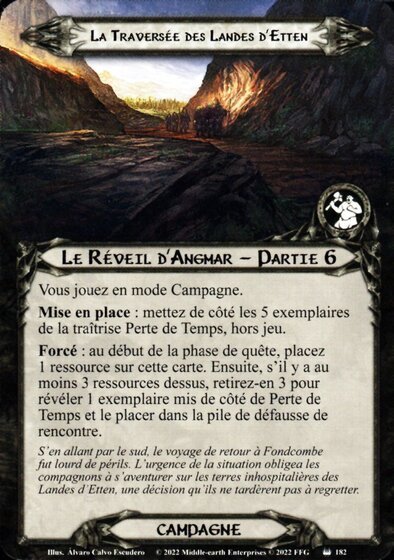 La Traversée des Landes d'Etten
Le Réveil d'Angmar – Partie 6
Vous jouez en mode Campagne.
Mise en place : mettez de côté les 5 exemplaires
de la traîtrise Perte de Temps, hors jeu.
Forcé : au début de la phase de quête, placez
1 ressource sur cette carte. Ensuite, s'il y a au
moins 3 ressources dessus, retirez-en 3 pour
révéler 1 exemplaire mis de côté de Perte de
Temps et le placer dans la pile de défausse de
rencontre.
S'en allant par le sud, le voyage de retour à Fondcombe
fut lourd de périls. L'urgence de la situation obligea les
compagnons à s'aventurer sur les terres inhospitalières des
Landes d'Etten, une décision qu'ils ne tardèrent pas à regretter.
CAMPAGNE
Illus. Álvaro Calvo Escudero © 2022 Middle-earth Enterprises © 2022 FFG 182